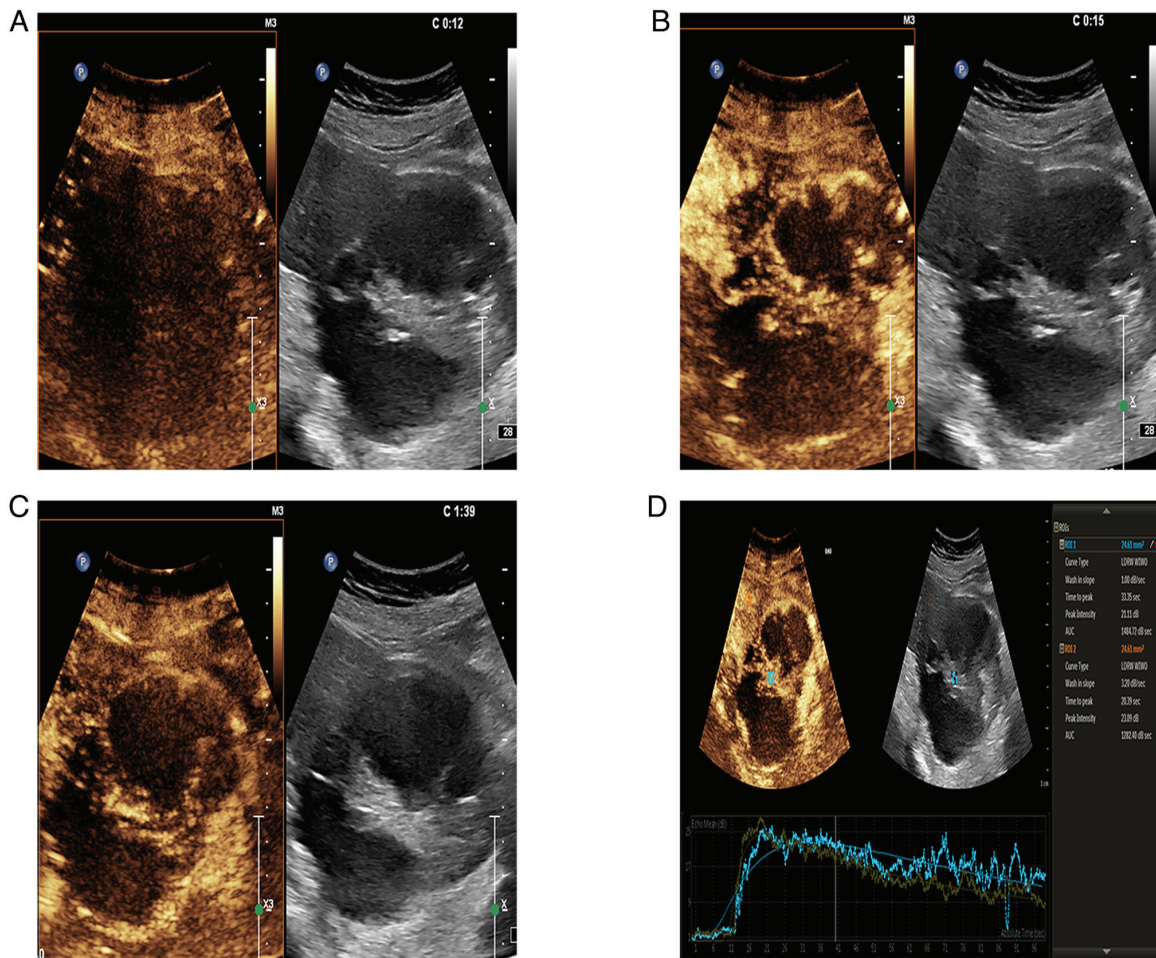 A
M3
C 0:12
P
P
X3
X
28
B
M3
C 0:15
P
P
X3
X
28
C
M3
C 1:39
P
P
X3
X
D
ROIs
ROI 1 24.61 mm²
Curve Type LDRW WIWO
Wash in slope 1.00 dB/sec
Time to peak 33.35 sec
Peak Intensity 21.11 dB
AUC 1484.72 dB sec
ROI 2 24.61 mm²
Curve Type LDRW WIWO
Wash in slope 3.20 dB/sec
Time to peak 20.39 sec
Peak Intensity 23.09 dB
AUC 1202.40 dB sec
Echo Mean (dB)
Absolute Time (sec)